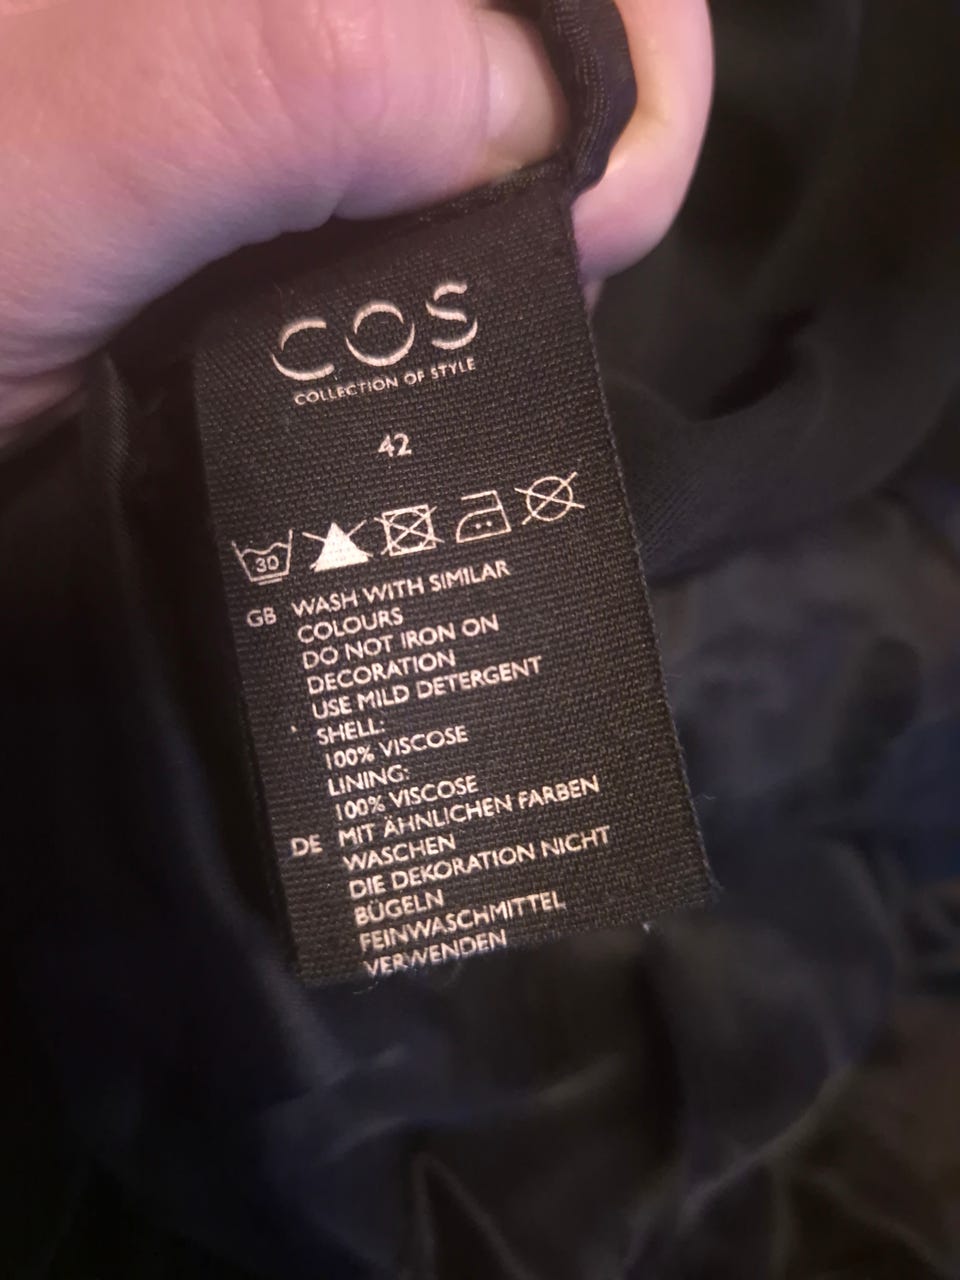 COS
COLLECTION OF STYLE
42
30
GB WASH WITH SIMILAR
COLOURS
DO NOT IRON ON
DECORATION
USE MILD DETERGENT
SHELL:
100% VISCOSE
LINING:
100% VISCOSE
DE MIT ÄHNLICHEN FARBEN
WASCHEN
DIE DEKORATION NICHT
BÜGELN
FEINWASCHMITTEL
VERWENDEN